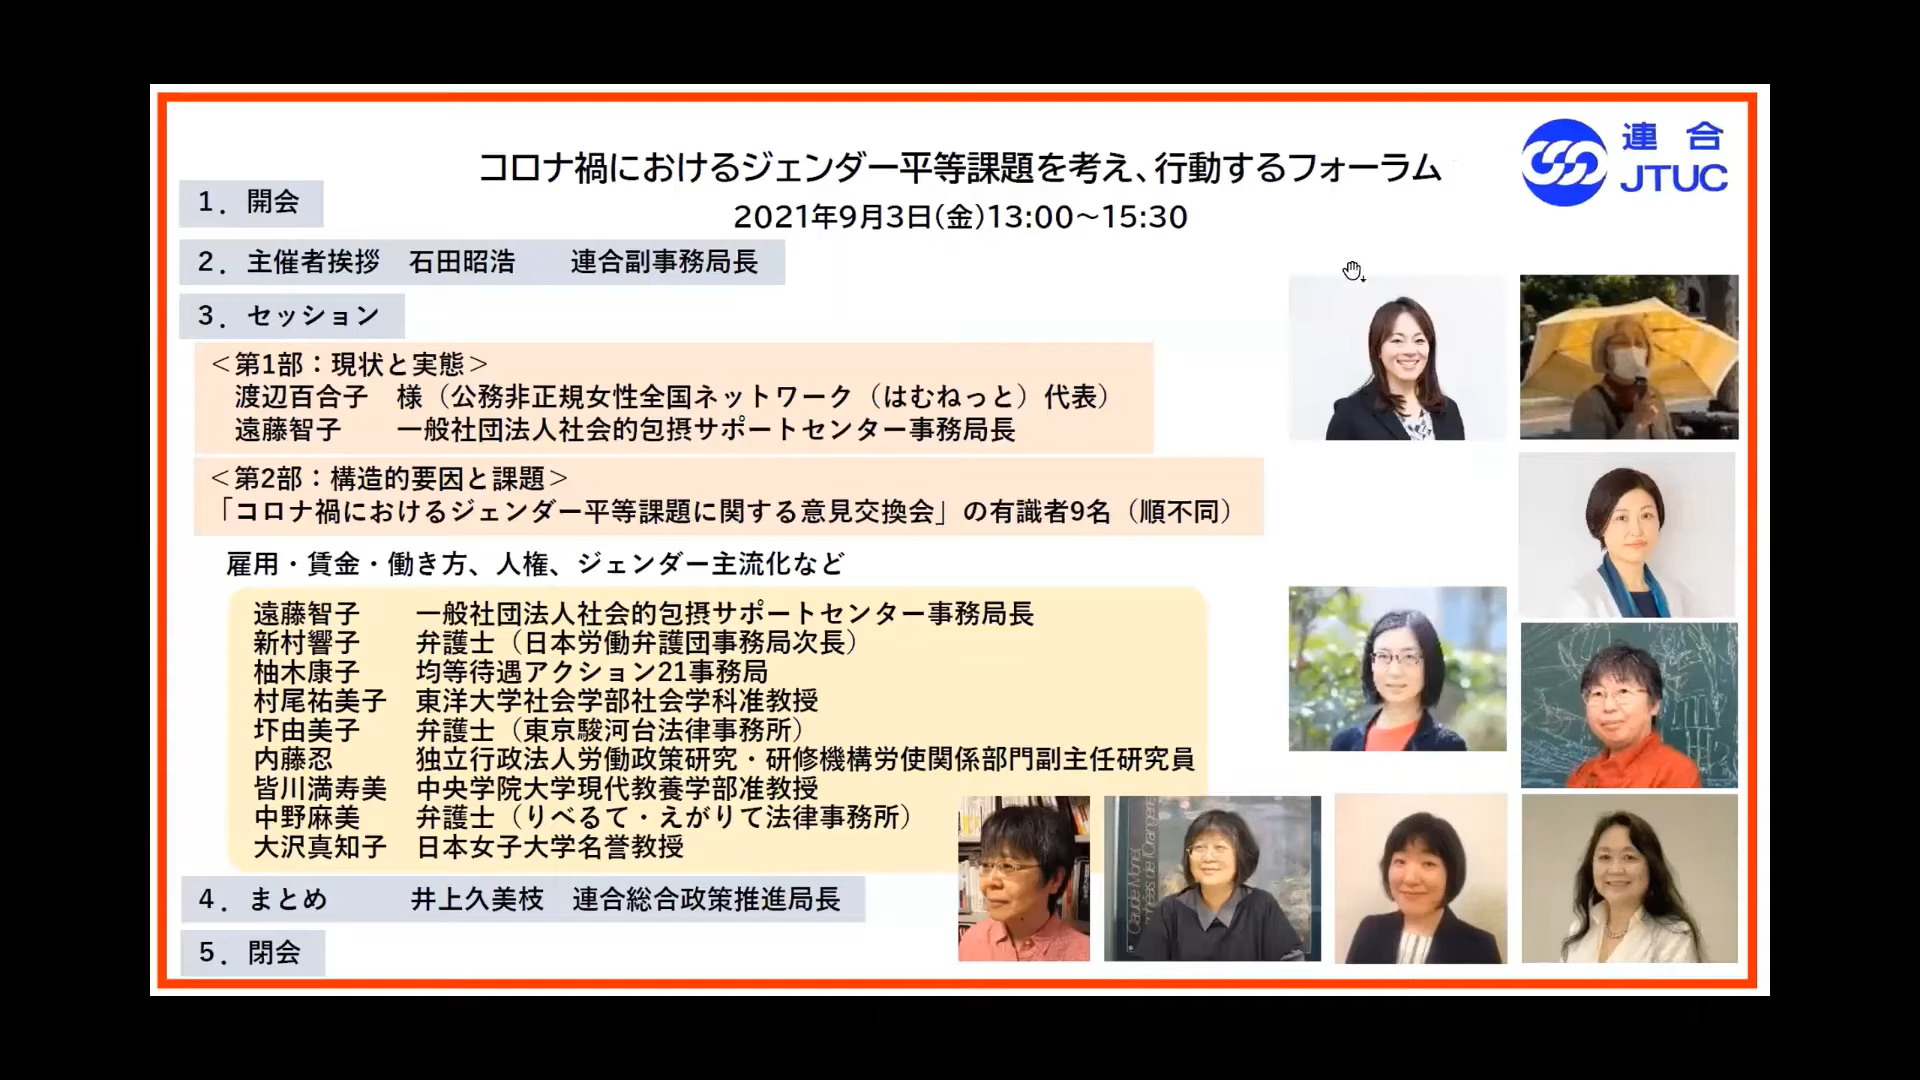 コロナ禍におけるジェンダー平等課題を考え、行動するフォーラム
2021年9月3日(金)13:00～15:30
連合
JTUC
1．開会
2．主催者挨拶　石田昭浩　連合副事務局長
3．セッション
＜第1部：現状と実態＞
渡辺百合子　様（公務非正規女性全国ネットワーク（はむねっと）代表）
遠藤智子　一般社団法人社会的包摂サポートセンター事務局長
＜第2部：構造的要因と課題＞
「コロナ禍におけるジェンダー平等課題に関する意見交換会」の有識者9名（順不同）
雇用・賃金・働き方、人権、ジェンダー主流化など
遠藤智子　一般社団法人社会的包摂サポートセンター事務局長
新村響子　弁護士（日本労働弁護団事務局次長）
柚木康子　均等待遇アクション21事務局
村尾祐美子　東洋大学社会学部社会学科准教授
圷由美子　弁護士（東京駿河台法律事務所）
内藤忍　独立行政法人労働政策研究・研修機構労使関係部門副主任研究員
皆川満寿美　中央学院大学現代教養学部准教授
中野麻美　弁護士（りべるて・えがりて法律事務所）
大沢真知子　日本女子大学名誉教授
4．まとめ　井上久美枝　連合総合政策推進局長
5．閉会
Claude Monet